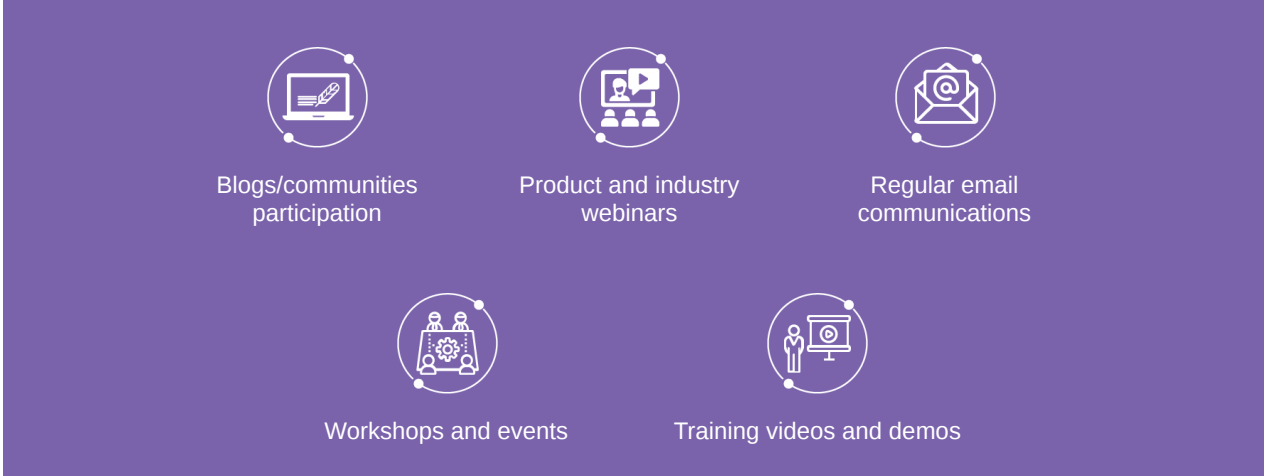 Blogs/communities
participation
Product and industry
webinars
Regular email
communications
Workshops and events
Training videos and demos